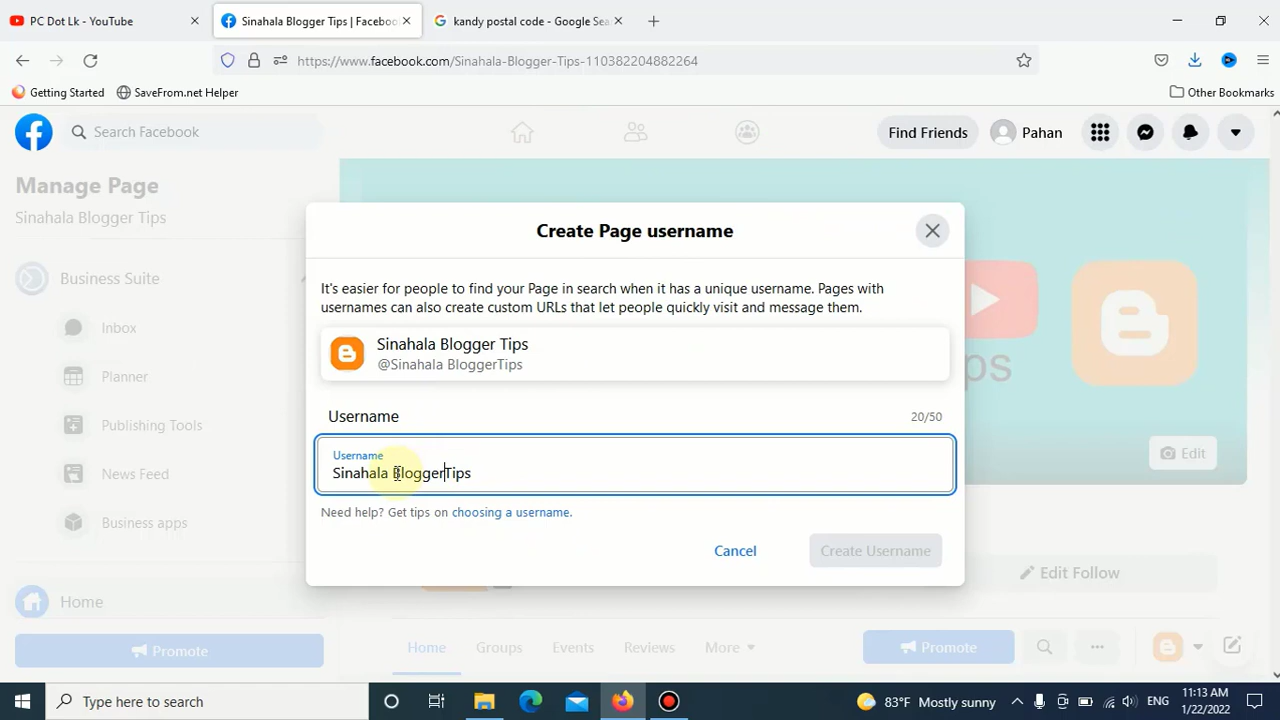 PC Dot Lk - YouTube
Sinahala Blogger Tips | Facebo
kandy postal code - Google Sea
https://www.facebook.com/Sinahala-Blogger-Tips-110382204882264
Getting Started
SaveFrom.net Helper
Other Bookmarks
Search Facebook
Find Friends
Pahan
Manage Page
Sinahala Blogger Tips
Business Suite
Inbox
Planner
Publishing Tools
News Feed
Business apps
Home
Promote
Create Page username
It's easier for people to find your Page in search when it has a unique username. Pages with
usernames can also create custom URLs that let people quickly visit and message them.
Sinahala Blogger Tips
@Sinahala BloggerTips
Username
20/50
Username
Sinahala BloggerTips
Need help? Get tips on choosing a username.
Cancel
Create Username
ps
Edit
Edit Follow
Home
Groups
Events
Reviews
More
Promote
Type here to search
83°F Mostly sunny
ENG
11:13 AM
1/22/2022